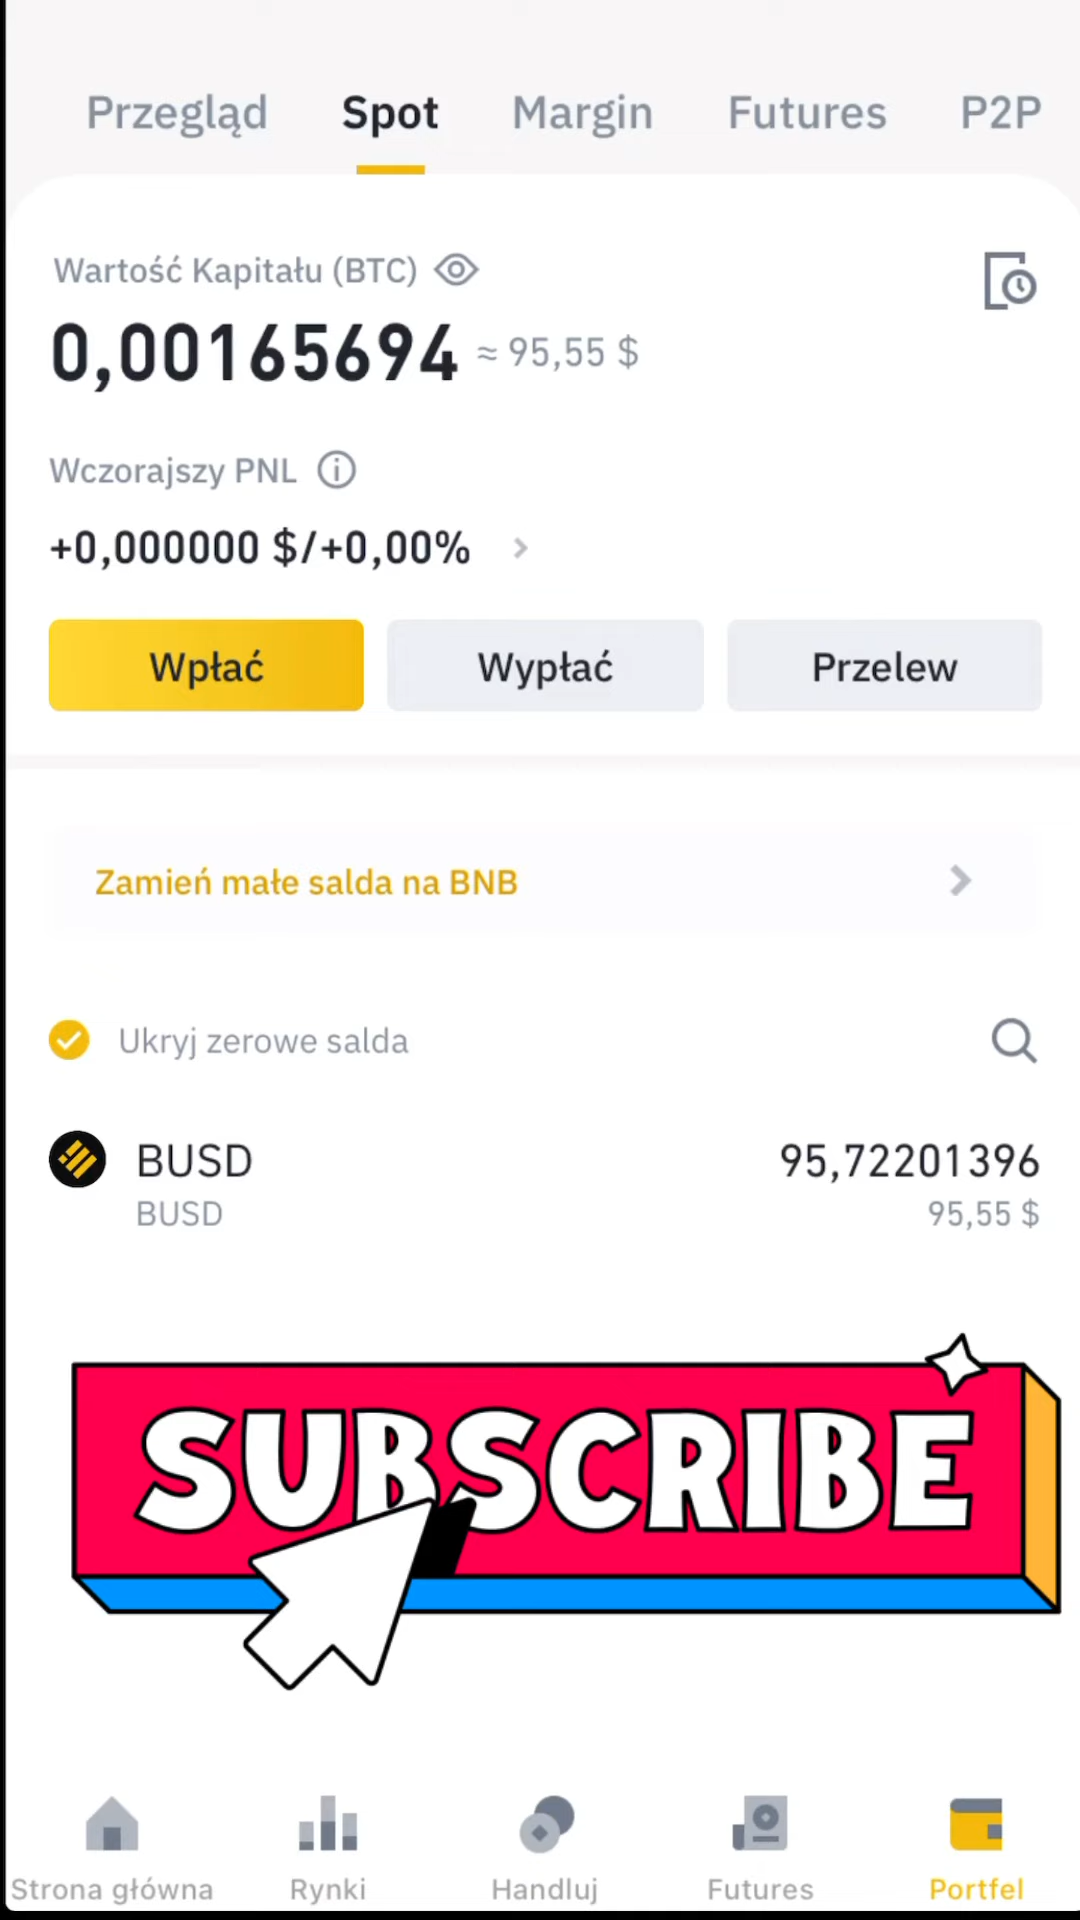 Przegląd Spot Margin Futures P2P
Wartość Kapitału (BTC)
0,00165694 ≈ 95,55 $
Wczorajszy PNL
+0,000000 $/+0,00%
Wpłać Wypłać Przelew
Zamień małe salda na BNB
Ukryj zerowe salda
BUSD 95,72201396
BUSD 95,55 $
SUBSCRIBE
Strona główna Rynki Handluj Futures Portfel